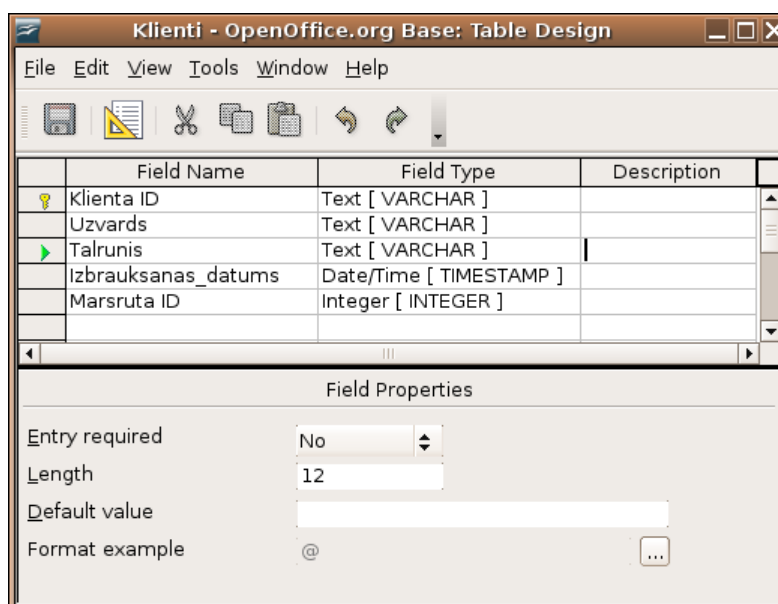 Klienti - OpenOffice.org Base: Table Design
File Edit View Tools Window Help
Field Name Field Type Description
Klienta ID Text [ VARCHAR ]
Uzvards Text [ VARCHAR ]
Talrunis Text [ VARCHAR ]
Izbrauksanas_datums Date/Time [ TIMESTAMP ]
Marsruta ID Integer [ INTEGER ]
Field Properties
Entry required No
Length 12
Default value
Format example @ ...